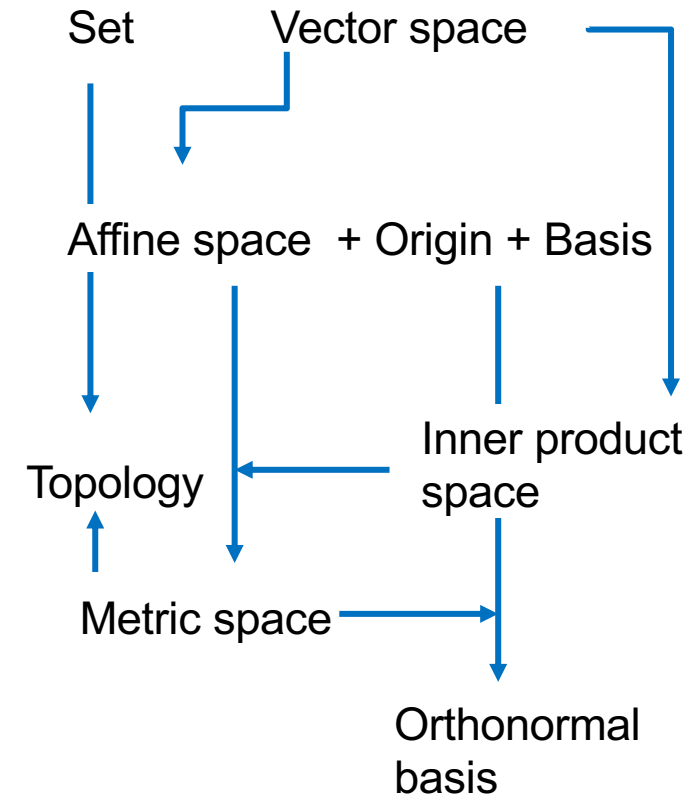 Set Vector space
Affine space + Origin + Basis
Inner product
space
Topology
Metric space
Orthonormal
basis